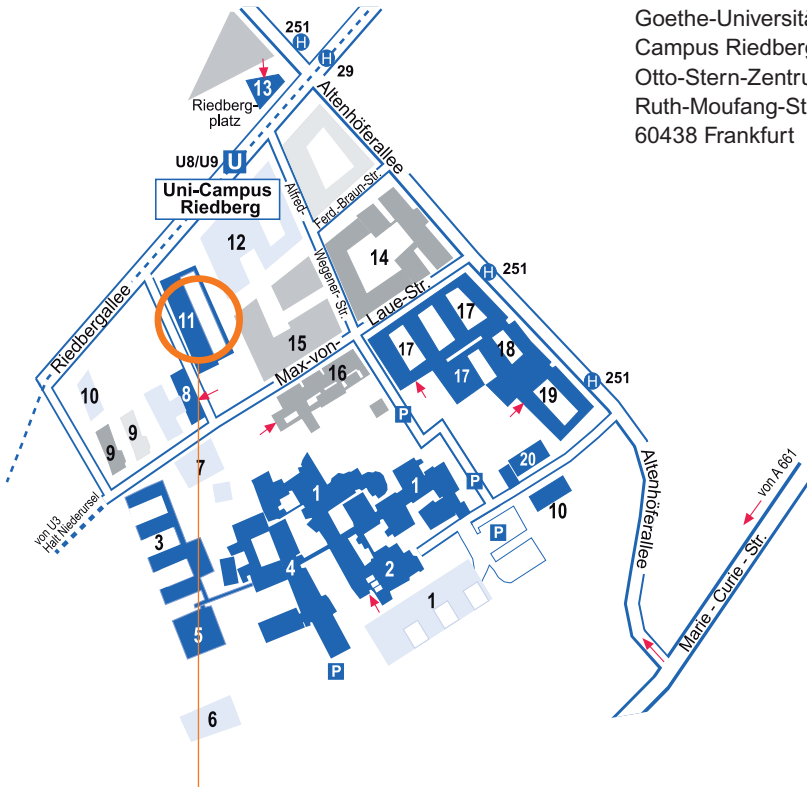 Goethe-Universitä
Campus Riedberg
Otto-Stern-Zentru
Ruth-Moufang-St
60438 Frankfurt
251
H
H
29
13
Riedberg-
platz
Altenhöferallee
U8/U9
U
Uni-Campus
Riedberg
Alfred-
Wegener-Str.
Ferd.-Braun-Str.
12
14
H
251
Riedbergallee
11
Laue-Str.
17
15
Max-von-
17
18
17
16
10
8
H
251
19
9
9
P
7
20
von U3
Halt Niederursel
1
1
P
10
Altenhöferallee
von A 661
3
P
4
2
1
Marie - Curie - Str.
5
P
6